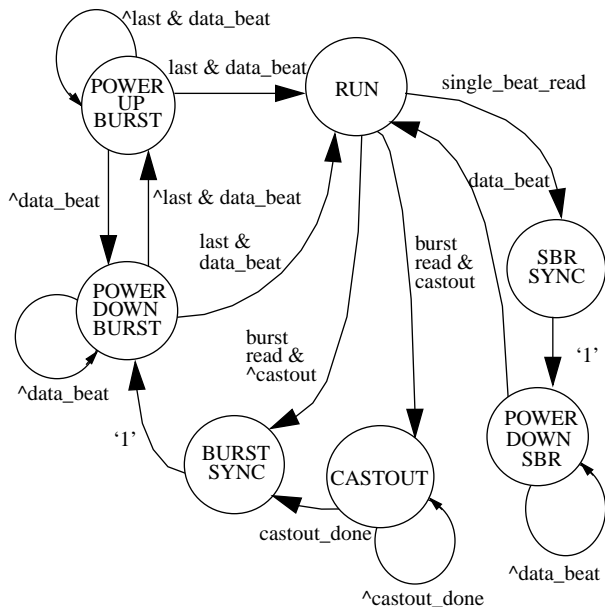 ^last & data_beat
last & data_beat
POWER
UP
BURST
RUN
single_beat_read
^data_beat
^last & data_beat
data_beat
last &
data_beat
burst
read &
castout
SBR
SYNC
POWER
DOWN
BURST
burst
read &
^castout
‘1’
^data_beat
‘1’
POWER
DOWN
SBR
BURST
SYNC
CASTOUT
castout_done
^data_beat
^castout_done